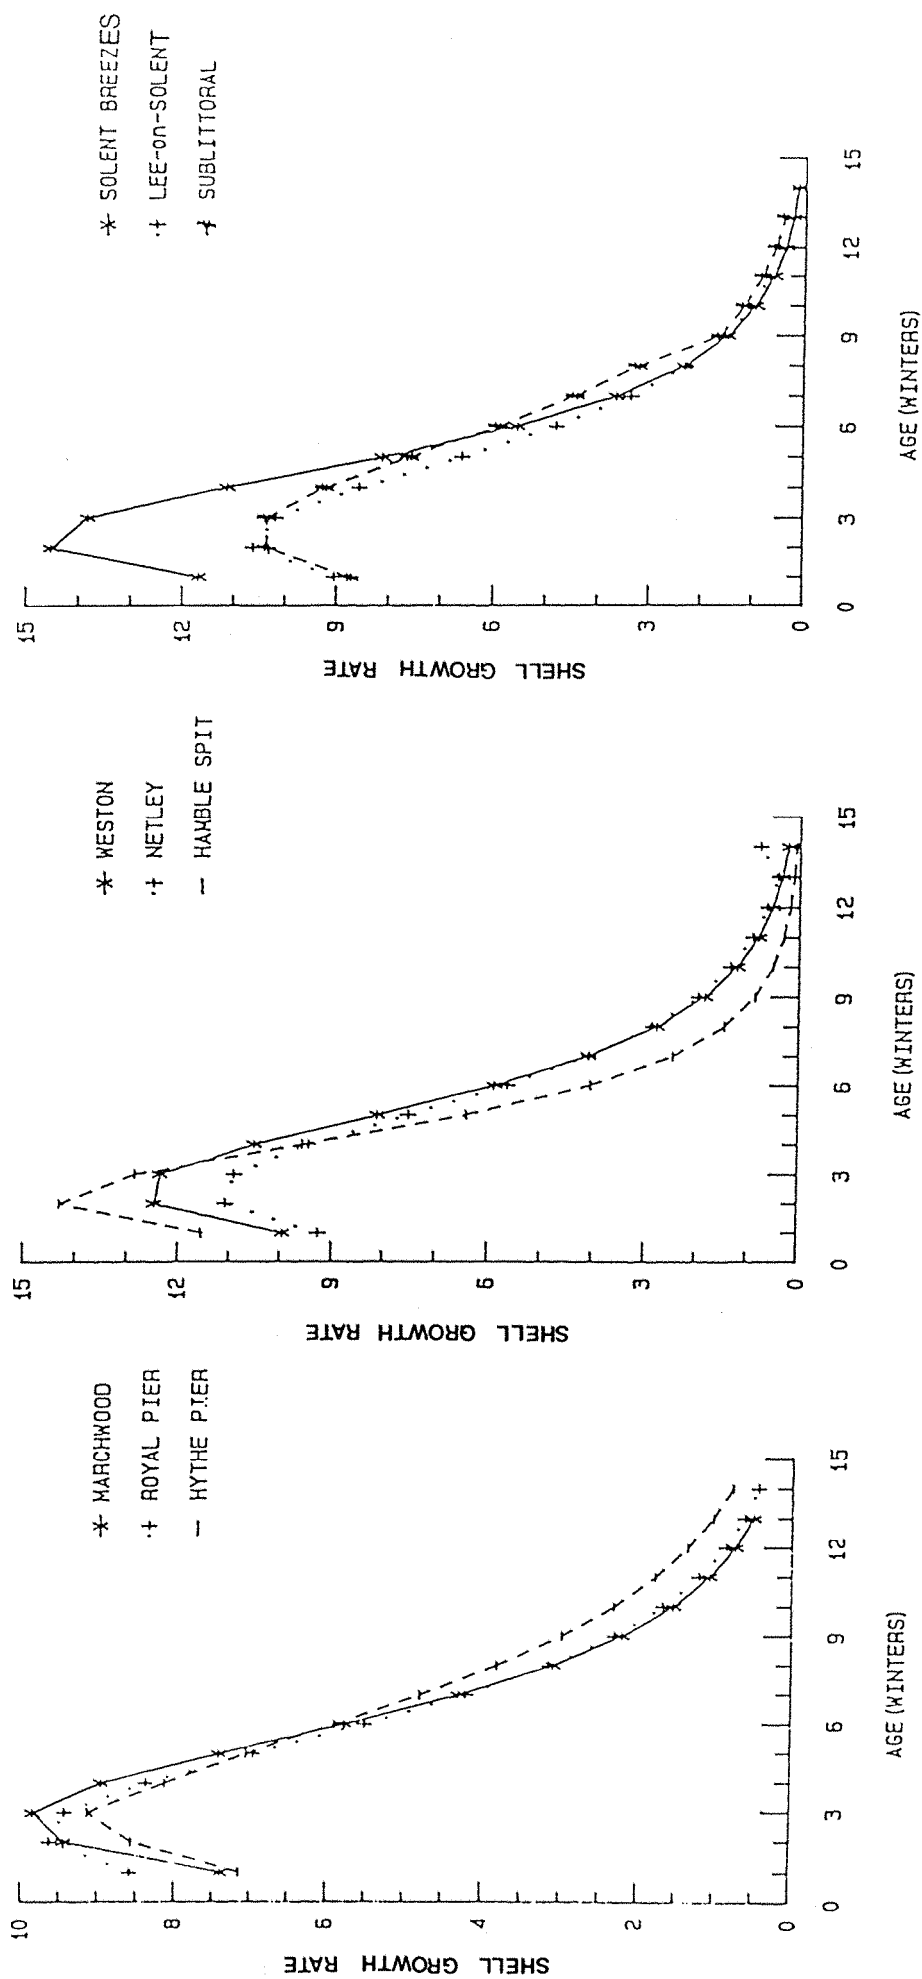 MARCHWOOD
ROYAL PIER
HYTHE PIER
10
8
6
4
2
0
SHELL GROWTH RATE
0
3
6
9
12
15
AGE (WINTERS)
WESTON
NETLEY
HAMBLE SPIT
15
12
9
6
3
0
SHELL GROWTH RATE
0
3
6
9
12
15
AGE (WINTERS)
SOLENT BREEZES
LEE-on-SOLENT
SUBLITTORAL
15
12
9
6
3
0
SHELL GROWTH RATE
0
3
6
9
12
15
AGE (WINTERS)